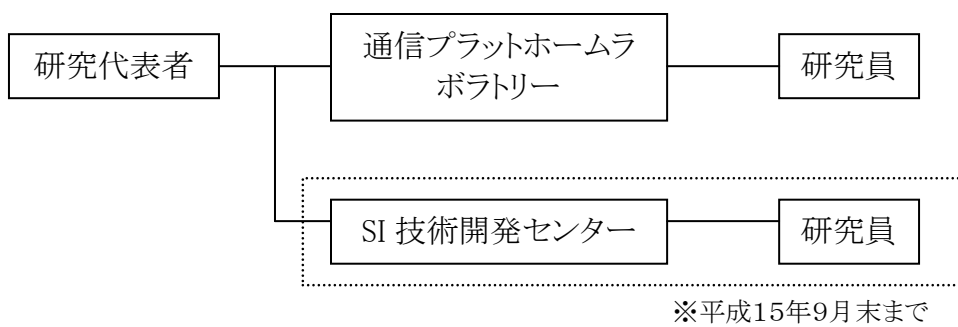 研究代表者
通信プラットホームラ
ボラトリー
研究員
SI 技術開発センター
研究員
※平成15年9月末まで